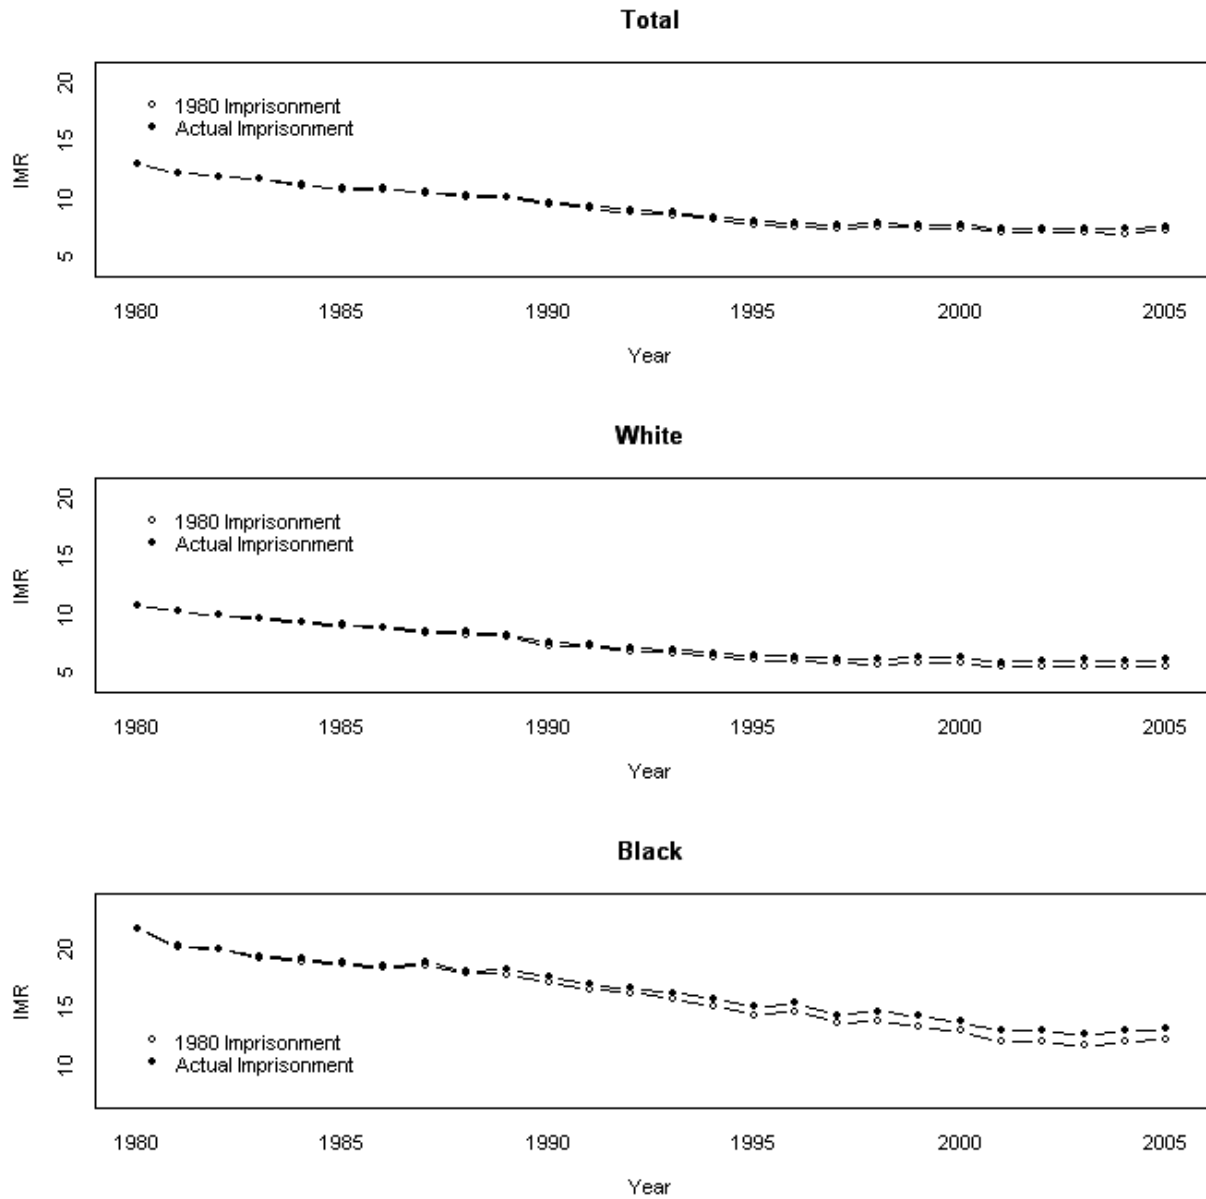 Total
IMR
20
15
10
5
1980 Imprisonment
Actual Imprisonment
1980 1985 1990 1995 2000 2005
Year
White
IMR
20
15
10
5
1980 Imprisonment
Actual Imprisonment
1980 1985 1990 1995 2000 2005
Year
Black
IMR
20
15
10
1980 Imprisonment
Actual Imprisonment
1980 1985 1990 1995 2000 2005
Year